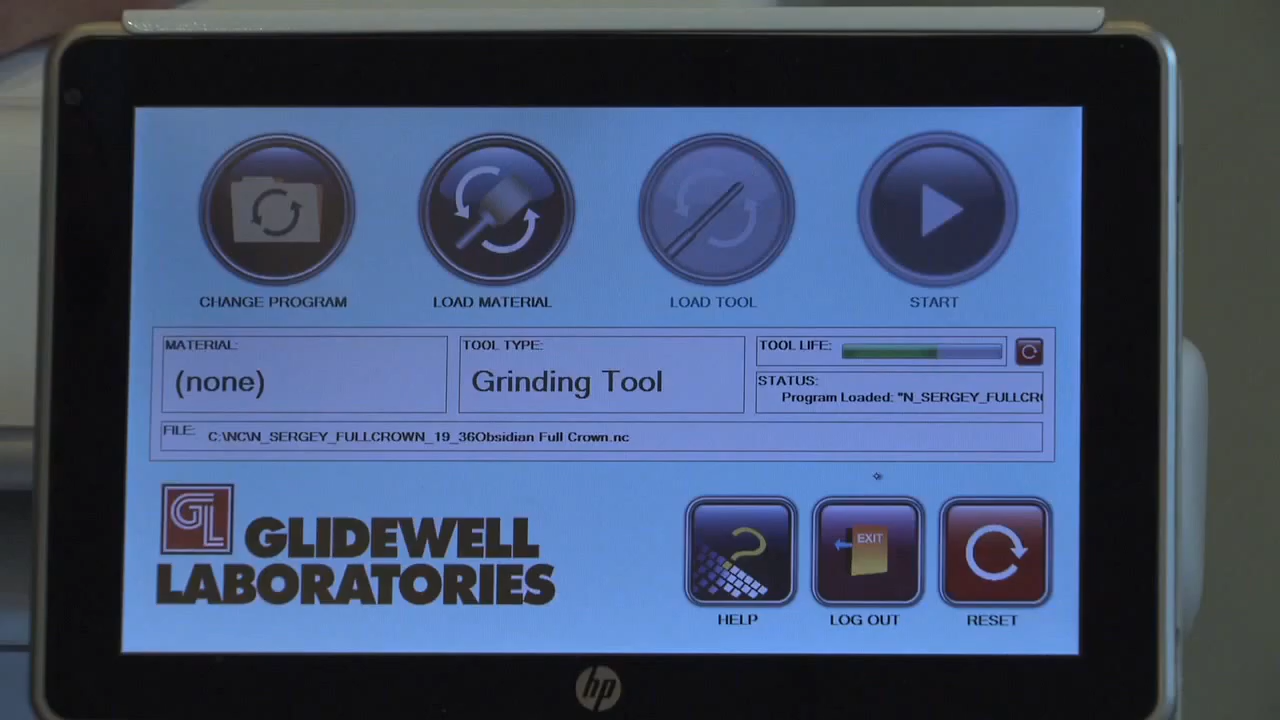 CHANGE PROGRAM
LOAD MATERIAL
LOAD TOOL
START
MATERIAL:
(none)
TOOL TYPE:
Grinding Tool
TOOL LIFE:
STATUS:
Program Loaded: "N_SERGEY_FULLCR
FILE: C:\NC\N_SERGEY_FULLCROWN_19_36Obsidian Full Crown.nc
GL
GLIDEWELL
LABORATORIES
EXIT
HELP
LOG OUT
RESET
hp